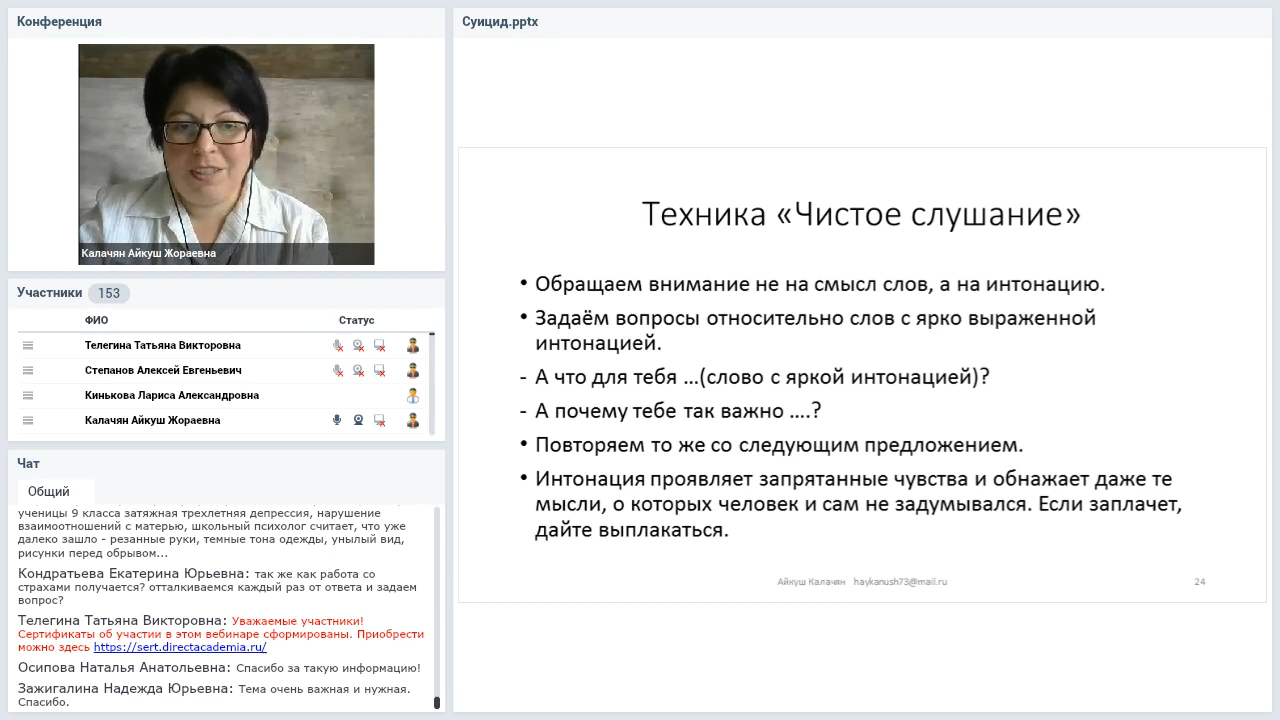 Конференция
Калачян Айкуш Жораевна
Участники 153
ФИО Статус
Телегина Татьяна Викторовна
Степанов Алексей Евгеньевич
Кинькова Лариса Александровна
Калачян Айкуш Жораевна
Чат
Общий
ученицы 9 класса затяжная трехлетняя депрессия, нарушение
взаимоотношений с матерью, школьный психолог считает, что уже
далеко зашло - резанные руки, темные тона одежды, унылый вид,
рисунки перед обрывом...
Кондратьева Екатерина Юрьевна: так же как работа со
страхами получается? отталкиваемся каждый раз от ответа и задаем
вопрос?
Телегина Татьяна Викторовна: Уважаемые участники!
Сертификаты об участии в этом вебинаре сформированы. Приобрести
можно здесь https://sert.directacademia.ru/
Осипова Наталья Анатольевна: Спасибо за такую информацию!
Зажигалина Надежда Юрьевна: Тема очень важная и нужная.
Спасибо.
Суицид.pptx
Техника «Чистое слушание»
• Обращаем внимание не на смысл слов, а на интонацию.
• Задаём вопросы относительно слов с ярко выраженной
интонацией.
- А что для тебя ...(слово с яркой интонацией)?
- А почему тебе так важно ....?
• Повторяем то же со следующим предложением.
• Интонация проявляет запрятанные чувства и обнажает даже те
мысли, о которых человек и сам не задумывался. Если заплачет,
дайте выплакаться.
Айкуш Калачян haykanush73@mail.ru
24